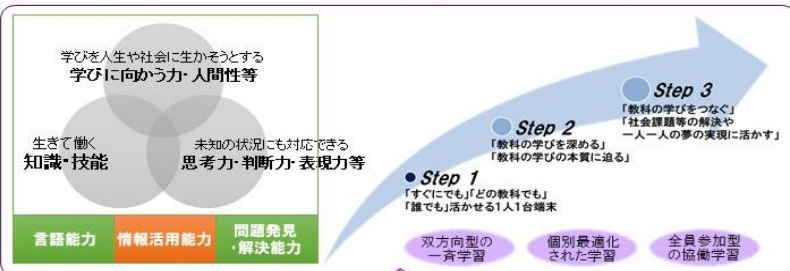 学びを人生や社会に生かそうとする
学びに向かう力・人間性等
生きて働く
知識・技能
未知の状況にも対応できる
思考力・判断力・表現力等
言語能力
情報活用能力
問題発見
・解決能力
Step 3
「教科の学びをつなぐ」
「社会課題等の解決や
一人一人の夢の実現に活かす」
Step 2
「教科の学びを深める」
「教科の学びの本質に迫る」
Step 1
「すぐにでも」「どの教科でも」
「誰でも」活かせる1人1台端末
双方向型の
一斉学習
個別最適化
された学習
全員参加型
の協働学習